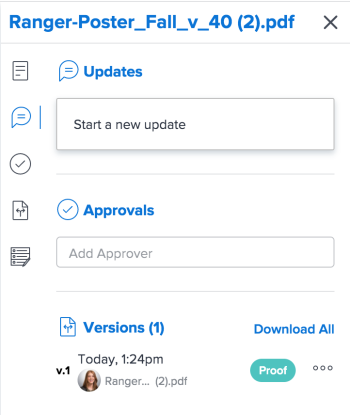 Ranger-Poster_Fall_v_40 (2).pdf
Updates
Start a new update
Approvals
Add Approver
Versions (1)
Download All
v.1
Today, 1:24pm
Proof
Ranger... (2).pdf